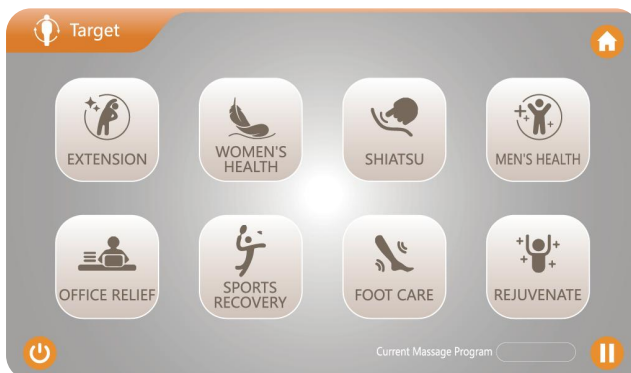 Target
EXTENSION
WOMEN'S
HEALTH
SHIATSU
MEN'S HEALTH
OFFICE RELIEF
SPORTS
RECOVERY
FOOT CARE
REJUVENATE
Current Massage Program